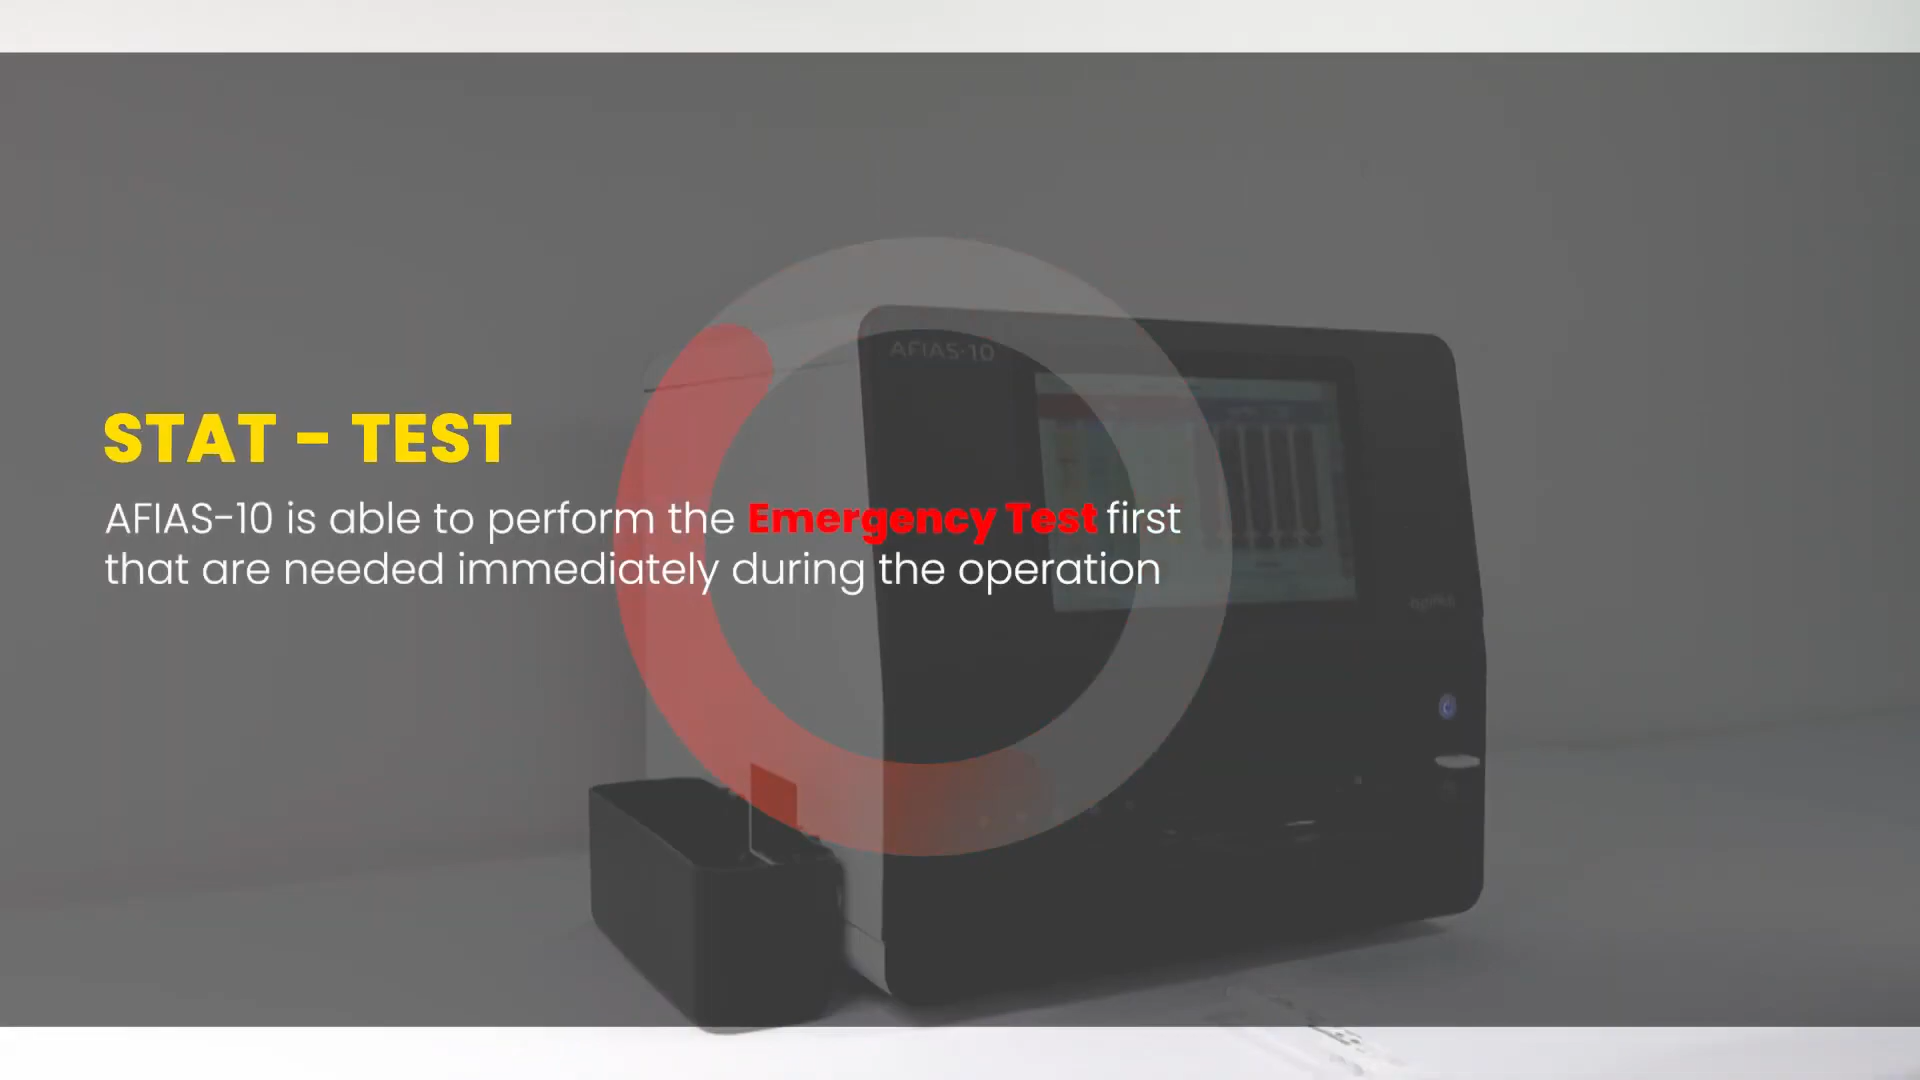 AFIAS-10
STAT - TEST
AFIAS-10 is able to perform the Emergency Test first
that are needed immediately during the operation